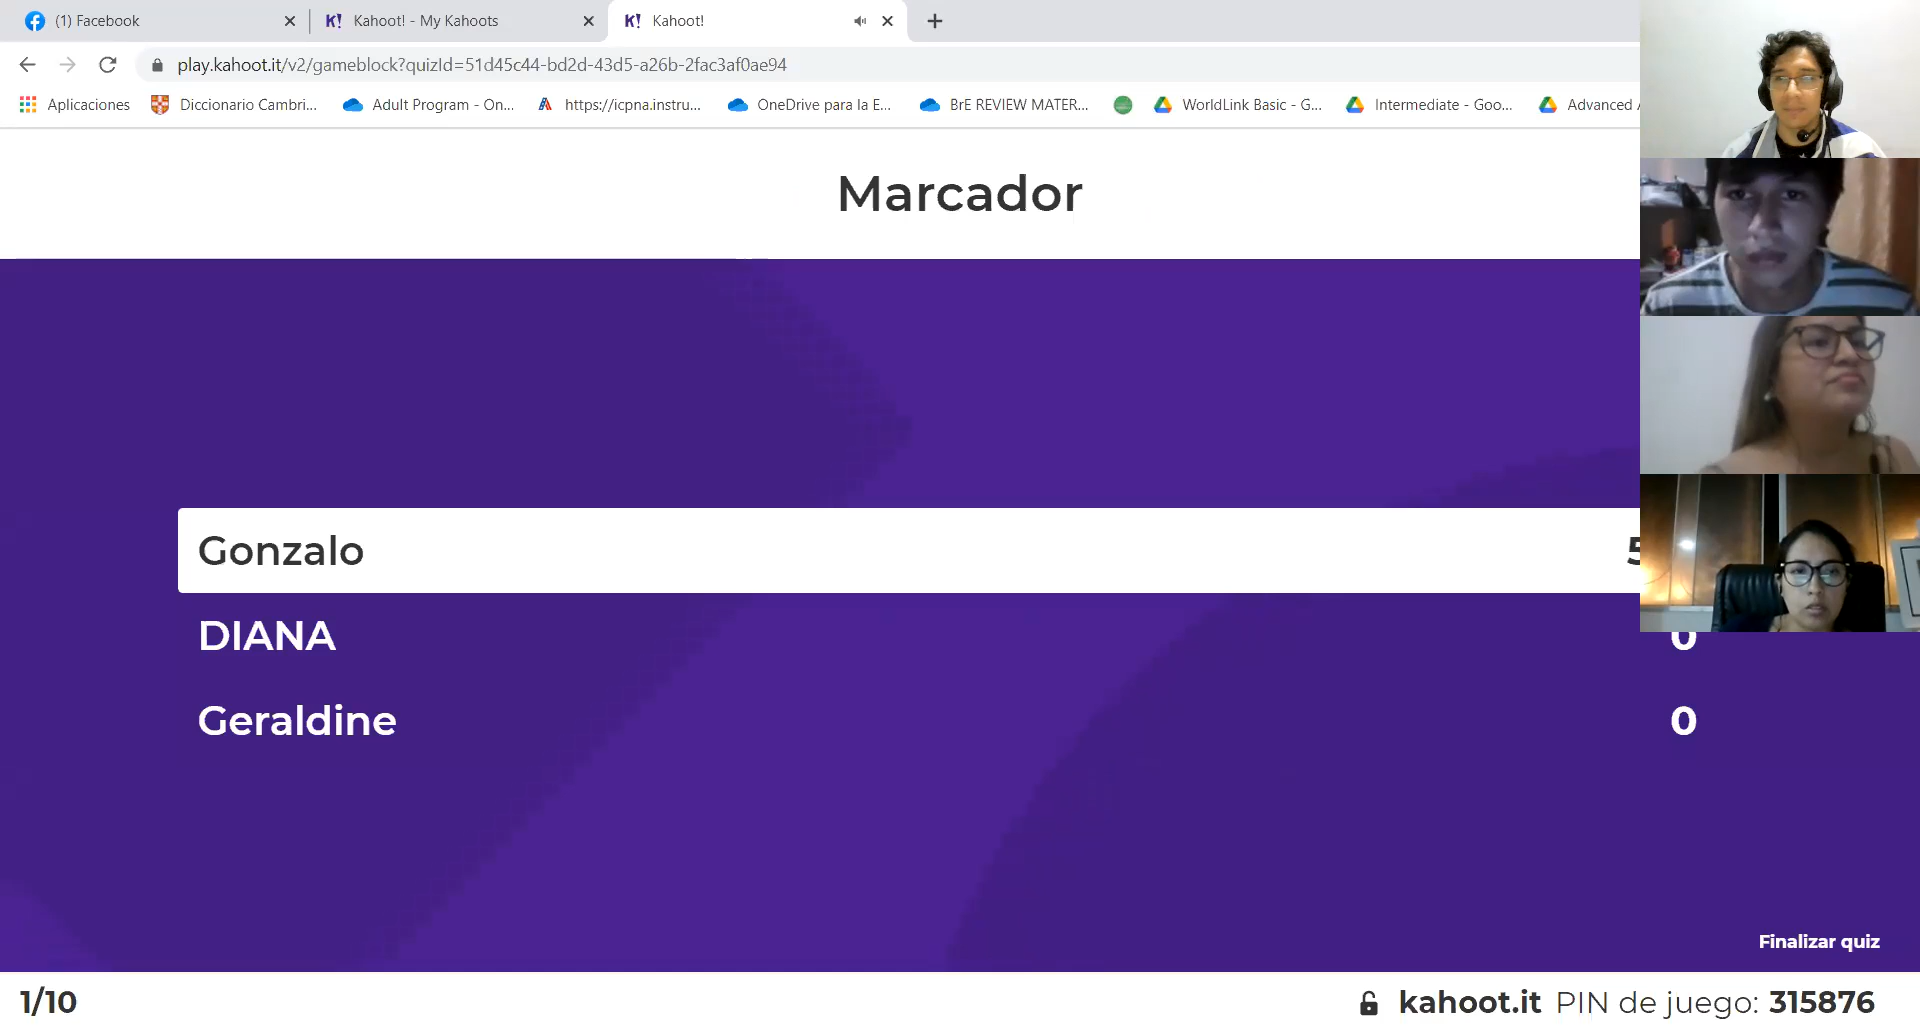 (1) Facebook
K! Kahoot! - My Kahoots
K! Kahoot!
play.kahoot.it/v2/gameblock?quizId=51d45c44-bd2d-43d5-a26b-2fac3af0ae94
Aplicaciones
Diccionario Cambri...
Adult Program - On...
https://icpna.instru...
OneDrive para la E...
BrE REVIEW MATER...
WorldLink Basic - G...
Intermediate - Goo...
Advanced
Marcador
Gonzalo
DIANA 0
Geraldine 0
Finalizar quiz
1/10
kahoot.it PIN de juego: 315876